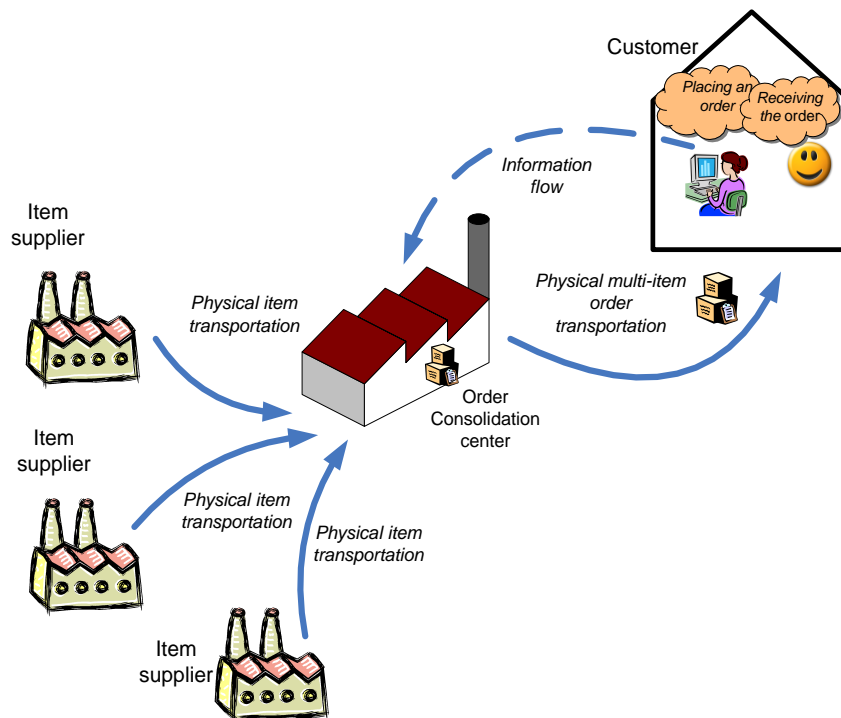 Customer
Placing an
order
Receiving
the order
Information
flow
Item
supplier
Physical item
transportation
Physical multi-item
order
transportation
Order
Consolidation
center
Item
supplier
Physical item
transportation
Physical item
transportation
Item
supplier